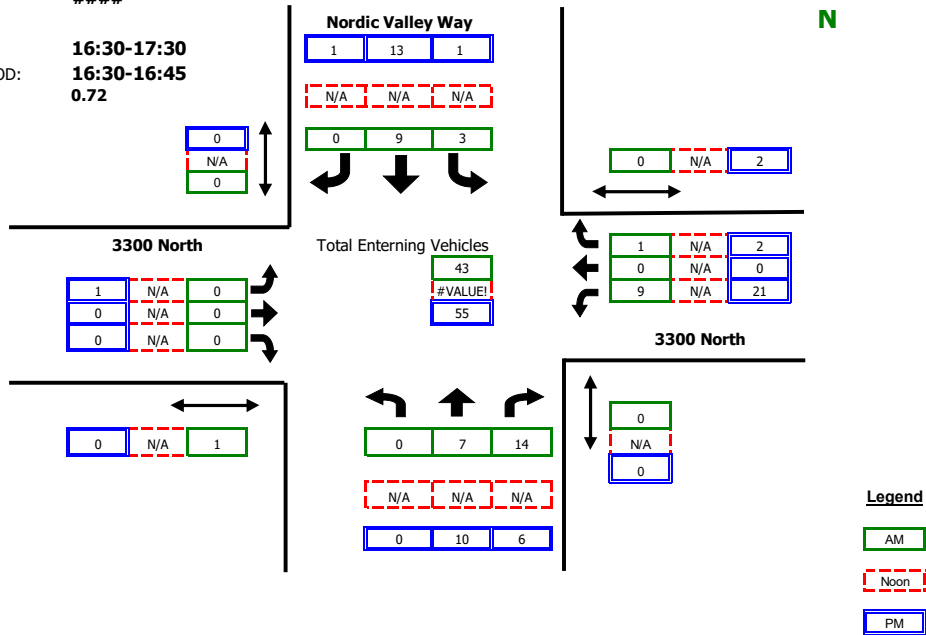 ####
N
Nordic Valley Way
16:30-17:30
1 13 1
16:30-16:45
0.72
N/A N/A N/A
0 9 3
0
N/A
0
0 N/A 2
3300 North
Total Enterning Vehicles
43
#VALUE!
55
1 N/A 2
0 N/A 0
9 N/A 21
1 N/A 0
0 N/A 0
0 N/A 0
3300 North
0 N/A 1
0 7 14
N/A N/A N/A
0 10 6
0
N/A
0
Legend
AM
Noon
PM